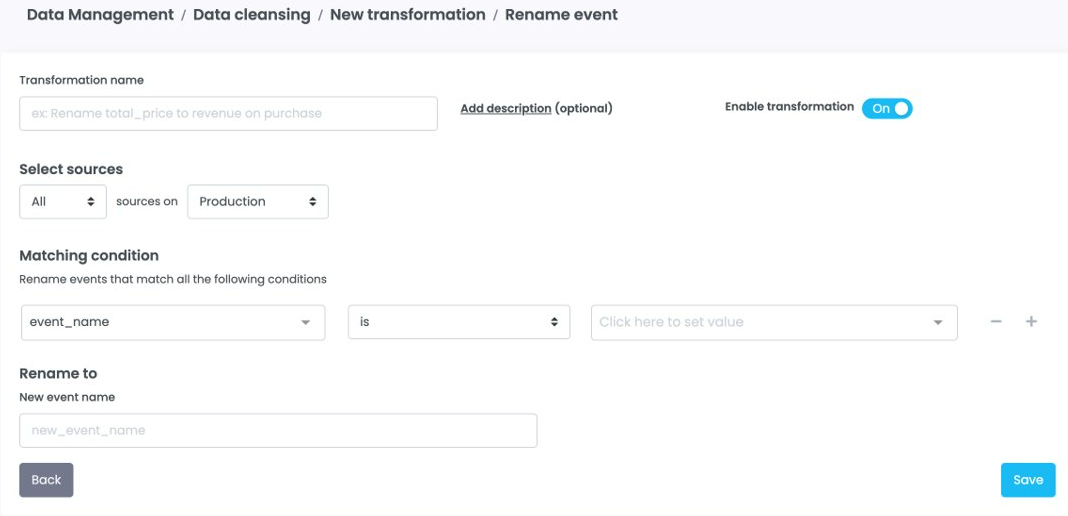 Data Management / Data cleansing / New transformation / Rename event
Transformation name
ex: Rename total_price to revenue on purchase
Add description (optional)
Enable transformation On
Select sources
All sources on Production
Matching condition
Rename events that match all the following conditions
event_name is Click here to set value − +
Rename to
New event name
new_event_name
Back Save